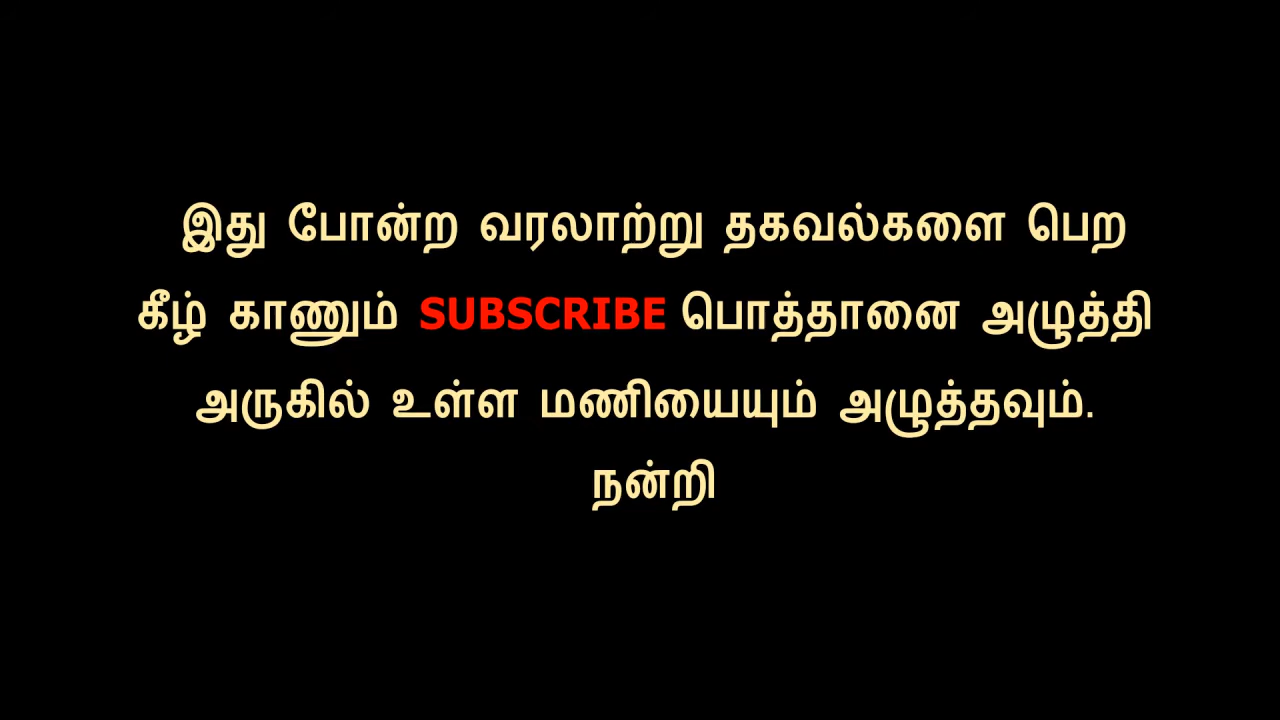 இது போன்ற வரலாற்று தகவல்களை பெற
கீழ் காணும் SUBSCRIBE பொத்தானை அழுத்தி
அருகில் உள்ள மணியையும் அழுத்தவும்.
நன்றி